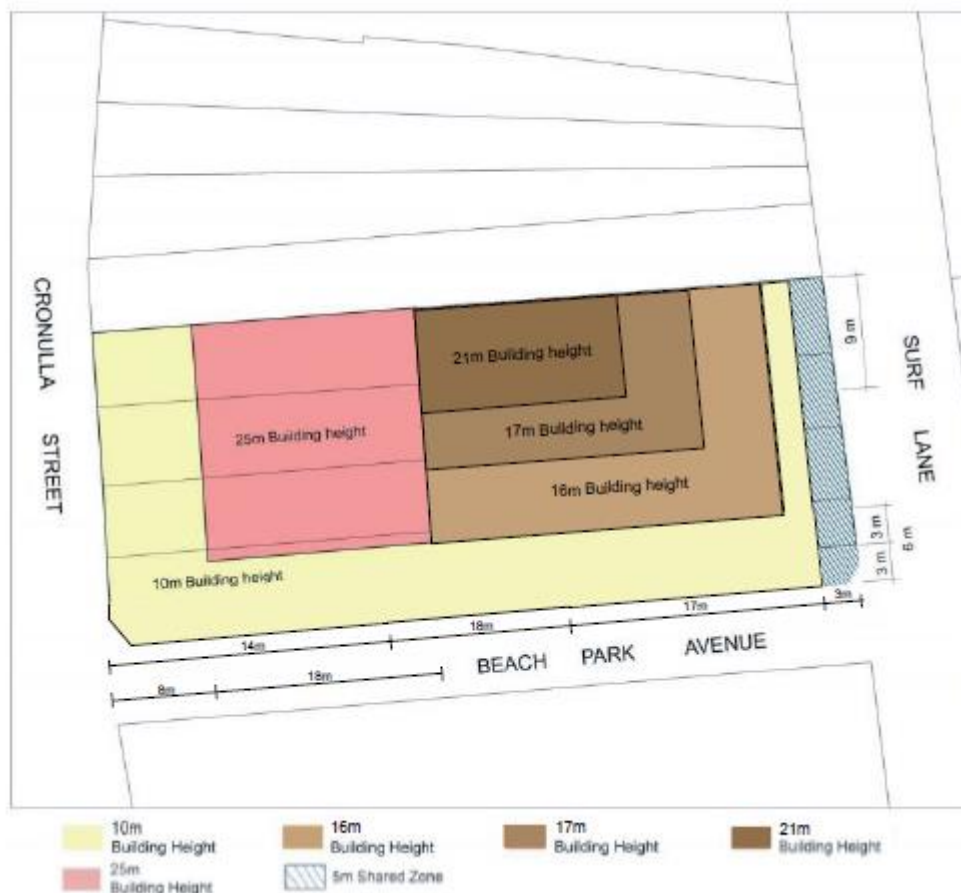 CRONULLA STREET
SURF LANE
21m Building height
25m Building height
17m Building height
16m Building height
10m Building height
9 m
3 m
3 m
6 m
14m
18m
17m
3m
8m
18m
BEACH PARK AVENUE
10m
Building Height
16m
Building Height
17m
Building Height
21m
Building Height
25m
Building Height
5m Shared Zone